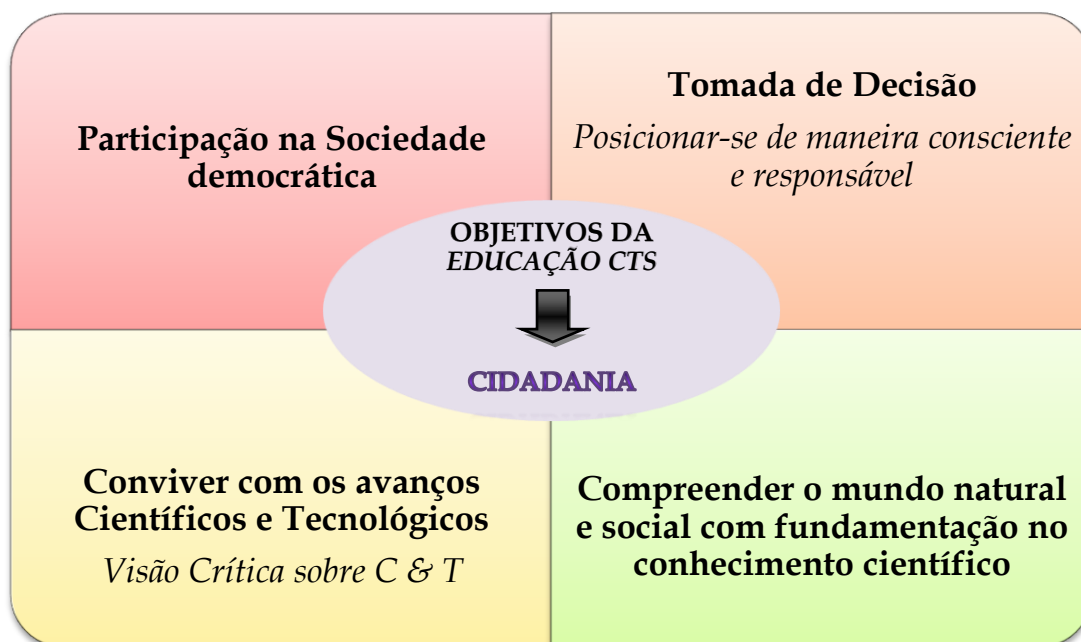 Participação na Sociedade
democrática
Tomada de Decisão
Posicionar-se de maneira consciente
e responsável
OBJETIVOS DA
EDUCAÇÃO CTS
CIDADANIA
Conviver com os avanços
Científicos e Tecnológicos
Visão Crítica sobre C & T
Compreender o mundo natural
e social com fundamentação no
conhecimento científico